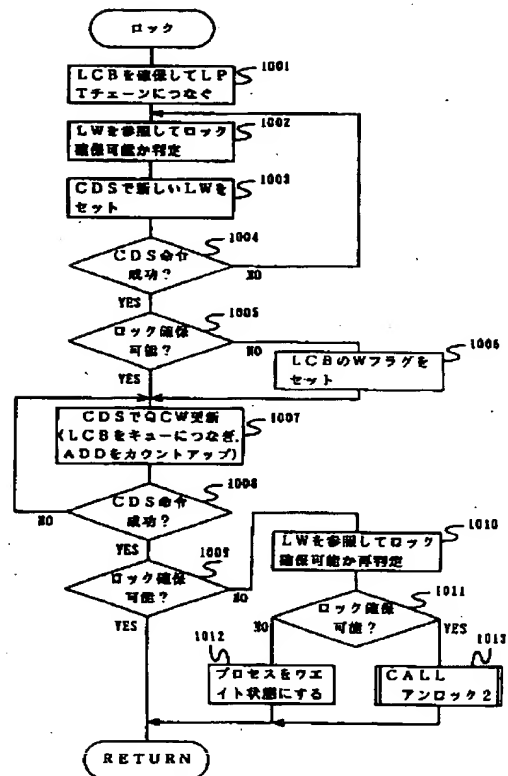 ロック
1001
LCBを確保してLP
Tチェーンにつなぐ
1002
LWを参照してロック
確保可能か判定
1003
CDSで新しいLWを
セット
1004
CDS命令
成功?
NO
YES
1005
ロック確保
可能?
NO
YES
1006
LCBのWフラグを
セット
1007
CDSでQCW更新
(LCBをキューにつなぎ,
ADDをカウントアップ)
1008
CDS命令
成功?
NO
YES
1009
ロック確保
可能?
NO
YES
1010
LWを参照してロック
確保可能か再判定
1011
ロック確保
可能?
NO
YES
1012
プロセスをウエ
イト状態にする
1013
CALL
アンロック2
RETURN